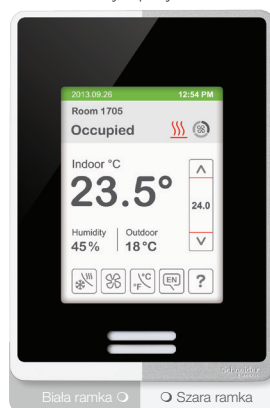 2013.09.26 12:54 PM
Room 1705
Occupied
Indoor °C
23.5°
24.0
Humidity
45%
Outdoor
18°C
°F °C
EN
?
Schneider
Biała ramka
Szara ramka